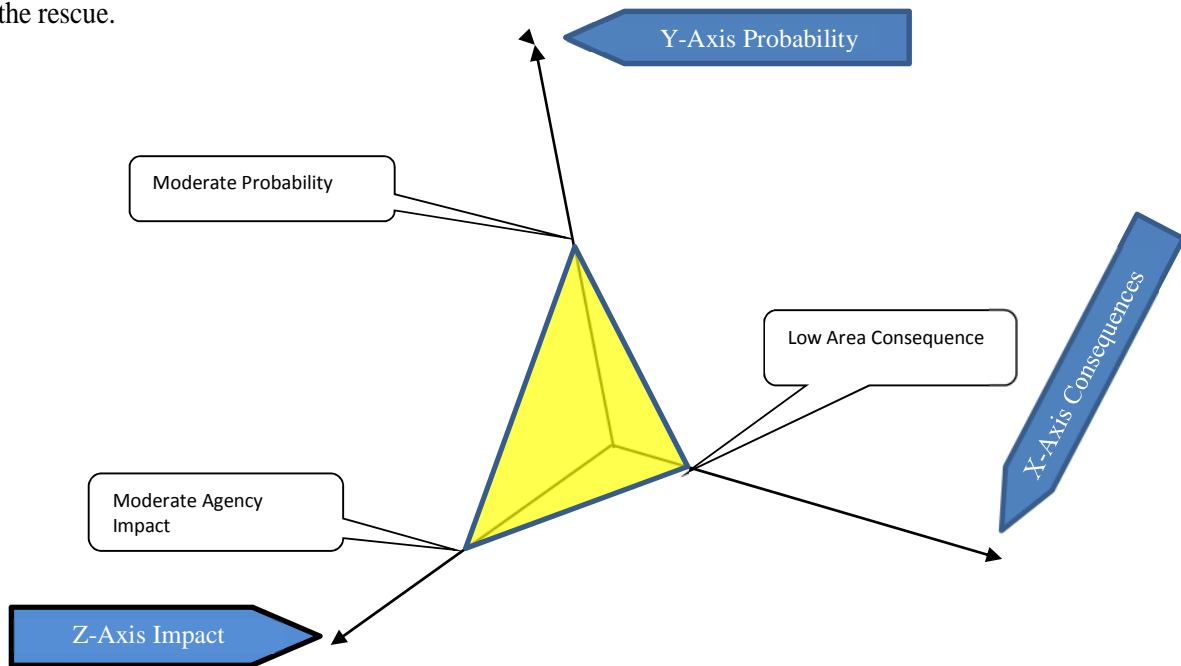 the rescue.
Y-Axis Probability
Moderate Probability
X-Axis Consequences
Low Area Consequence
Moderate Agency
Impact
Z-Axis Impact